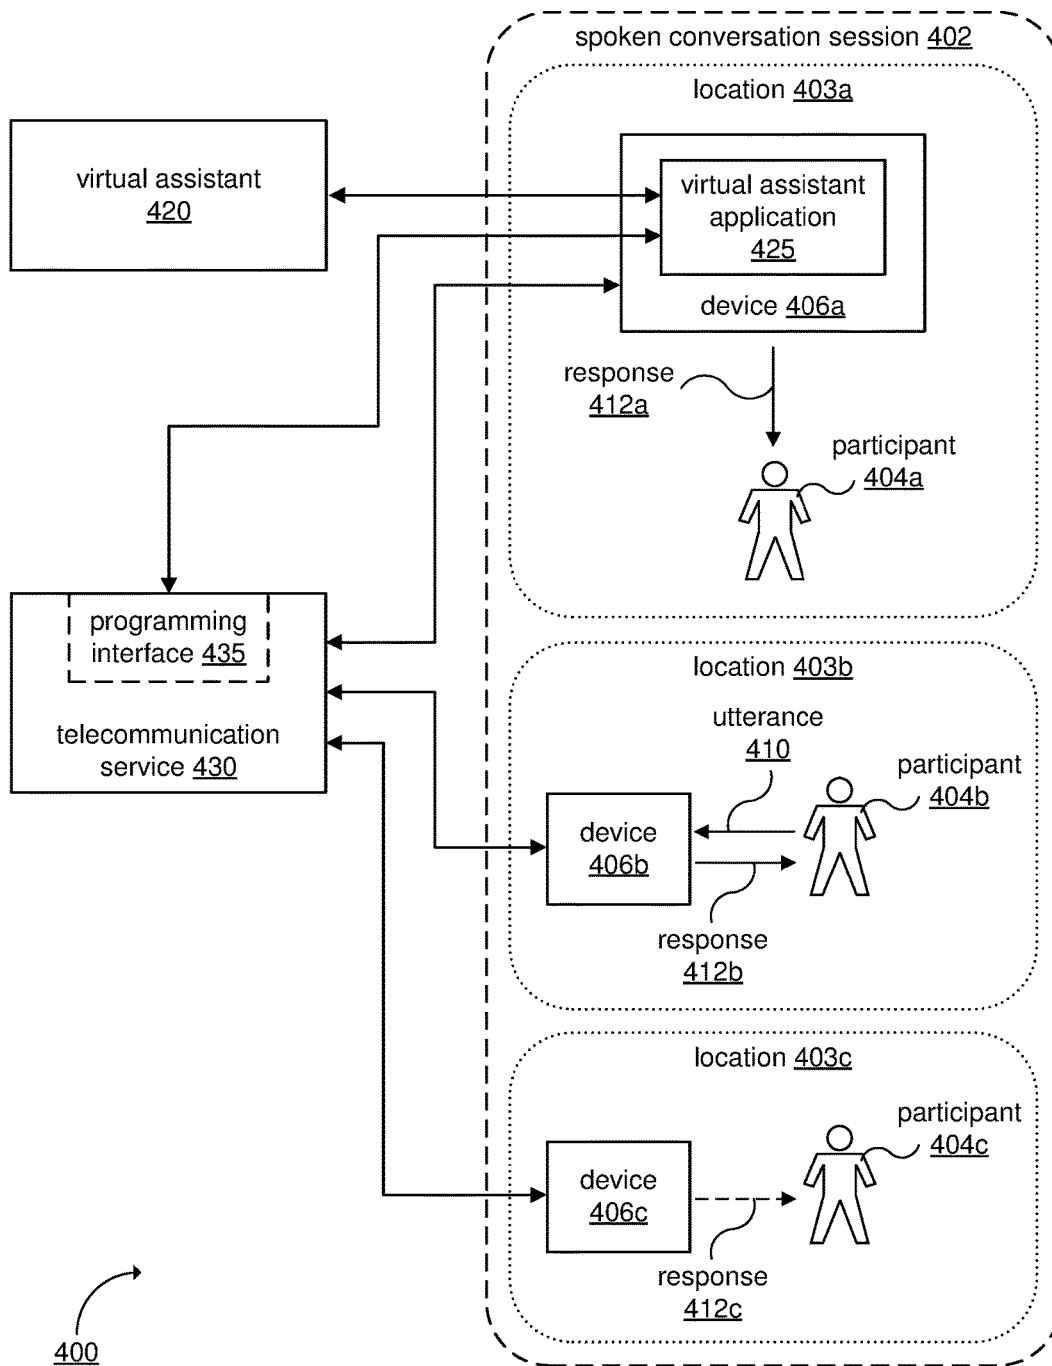 spoken conversation session 402
location 403a
virtual assistant
420
virtual assistant
application
425
device 406a
response
412a
participant
404a
programming
interface 435
telecommunication
service 430
location 403b
utterance
410
participant
404b
device
406b
response
412b
location 403c
participant
404c
device
406c
response
412c
400